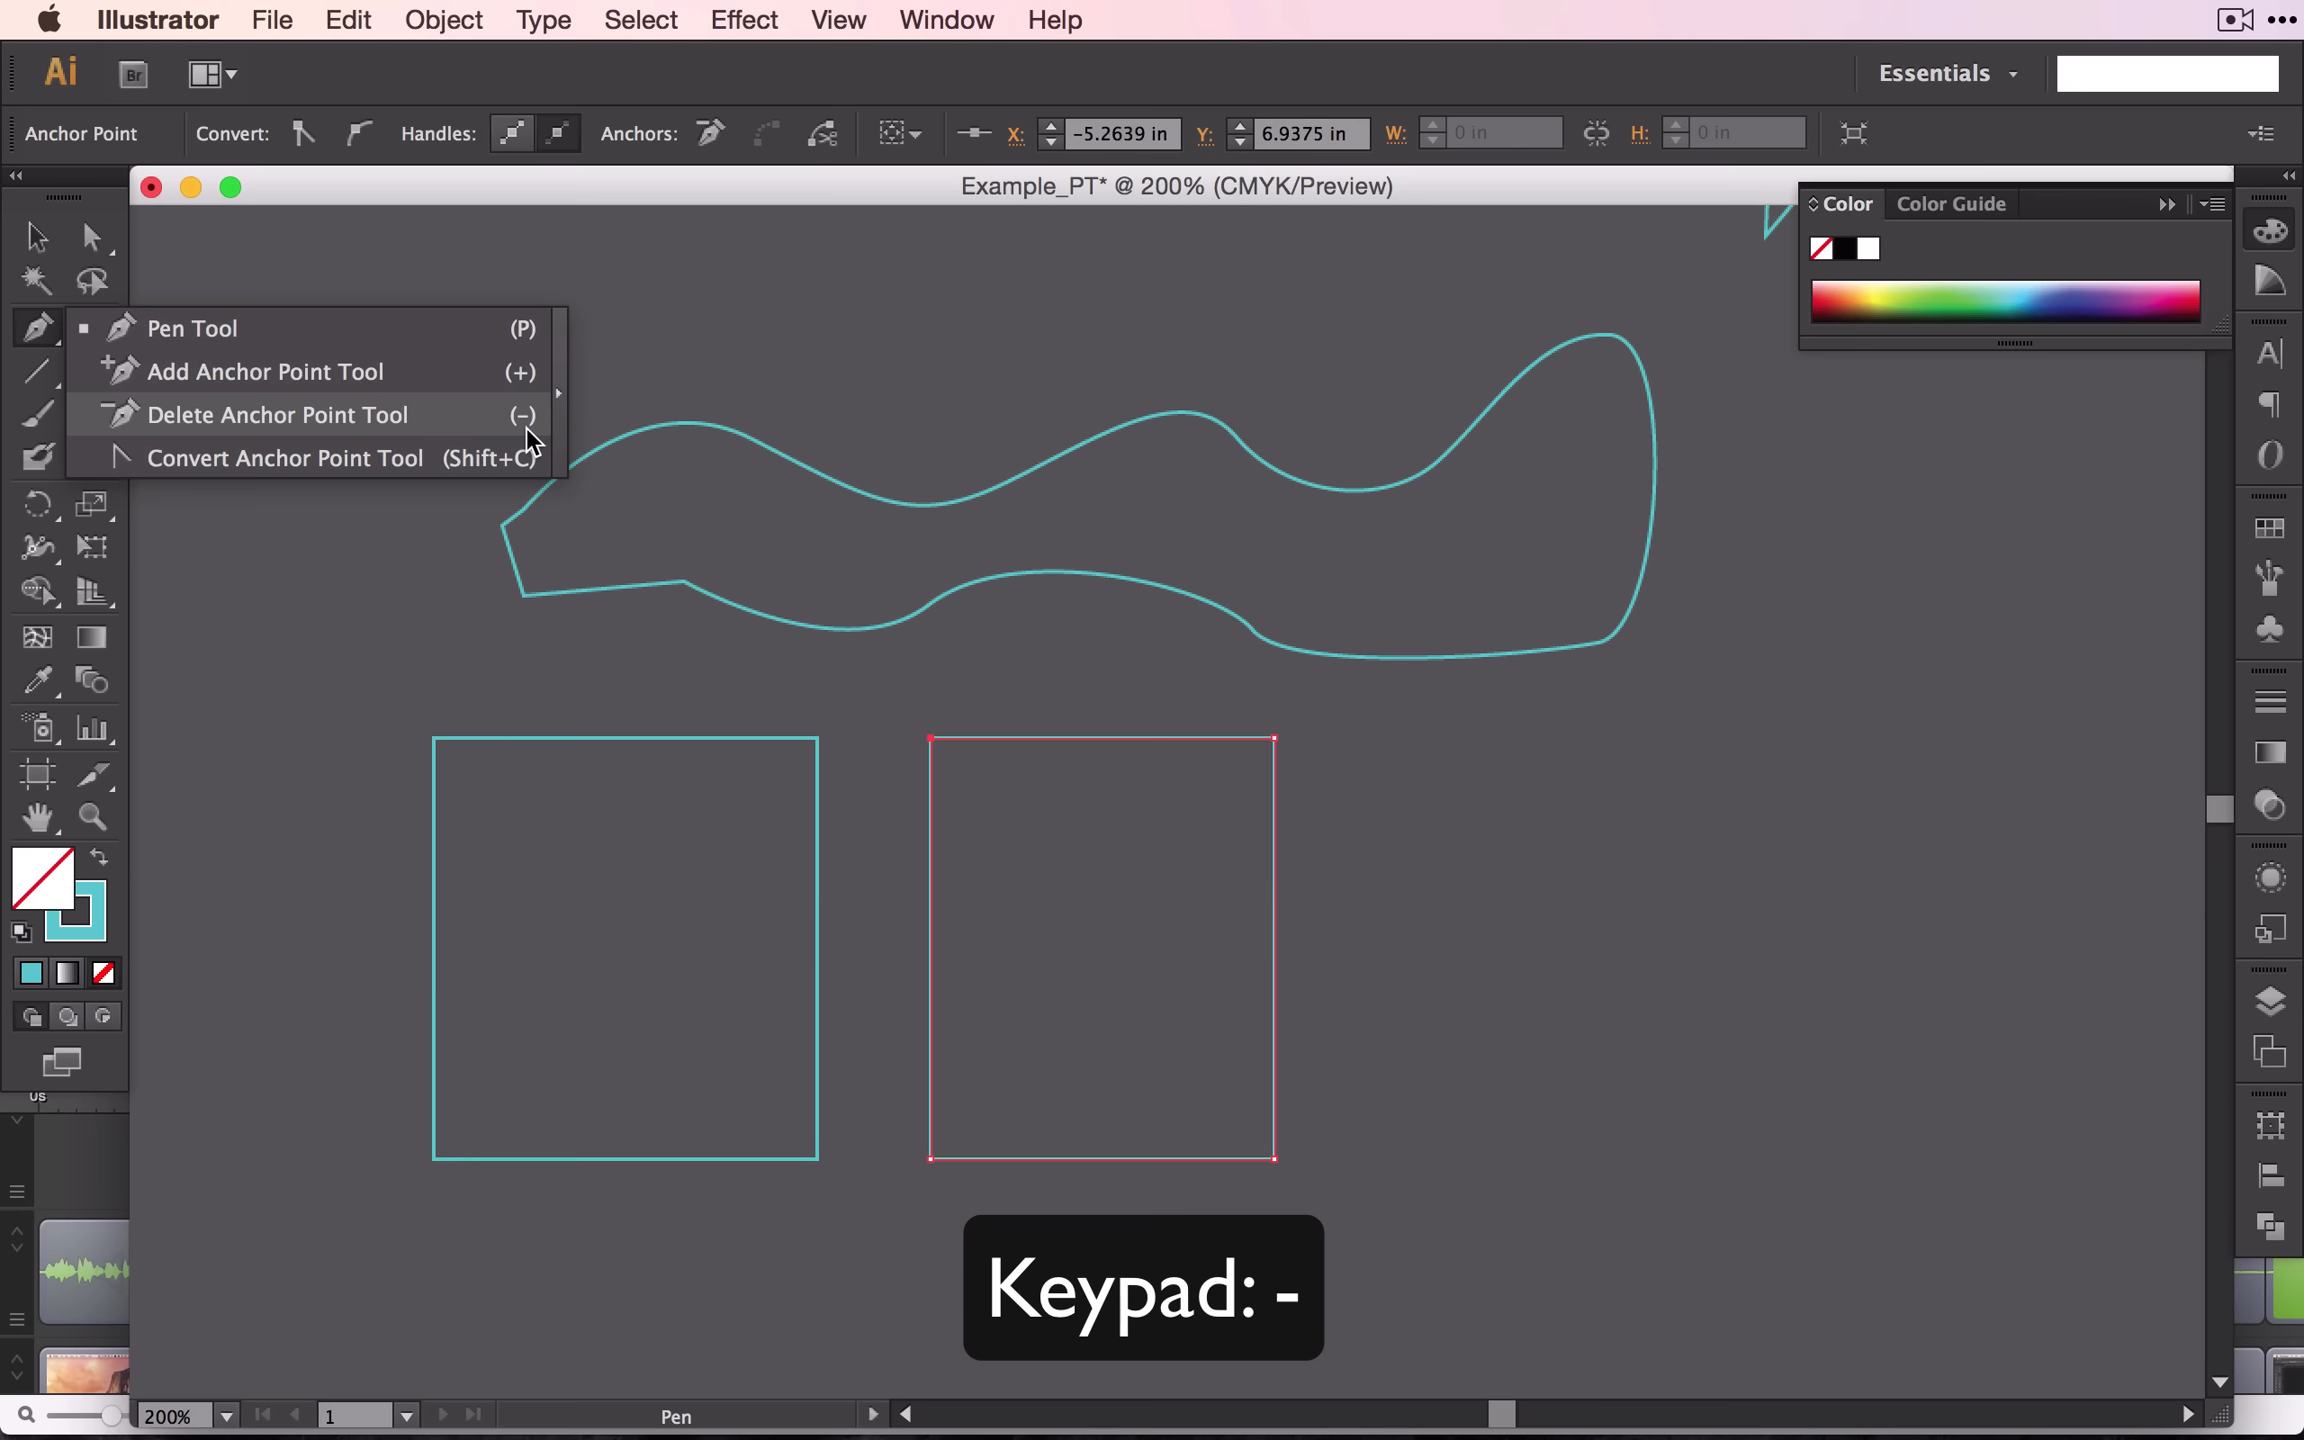 Illustrator File Edit Object Type Select Effect View Window Help
Ai Br Essentials
Anchor Point Convert: Handles: Anchors: X: -5.2639 in Y: 6.9375 in W: 0 in H: 0 in
Example_PT* @ 200% (CMYK/Preview)
Color Color Guide
Pen Tool (P)
Add Anchor Point Tool (+)
Delete Anchor Point Tool (-)
Convert Anchor Point Tool (Shift+C)
US
Keypad: -
200% 1 Pen